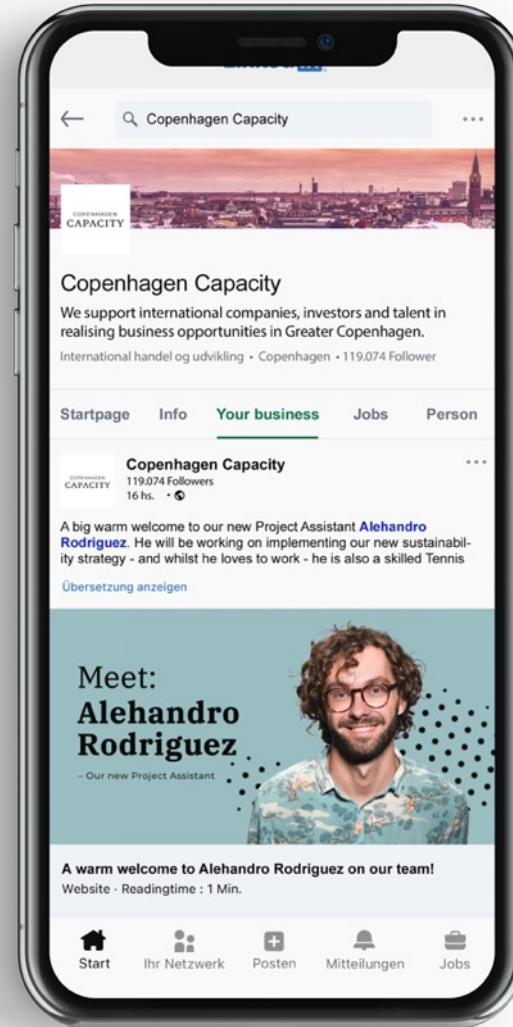 Copenhagen Capacity
COPENHAGEN
CAPACITY
Copenhagen Capacity
We support international companies, investors and talent in
realising business opportunities in Greater Copenhagen.
International handel og udvikling • Copenhagen • 119.074 Follower
Startpage Info Your business Jobs Person
COPENHAGEN
CAPACITY
Copenhagen Capacity
119.074 Followers
16 hs. •
A big warm welcome to our new Project Assistant Alehandro
Rodriguez. He will be working on implementing our new sustainabil-
ity strategy - and whilst he loves to work - he is also a skilled Tennis
Übersetzung anzeigen
Meet:
Alehandro
Rodriguez
– Our new Project Assistant
A warm welcome to Alehandro Rodriguez on our team!
Website · Readingtime : 1 Min.
Start Ihr Netzwerk Posten Mitteilungen Jobs